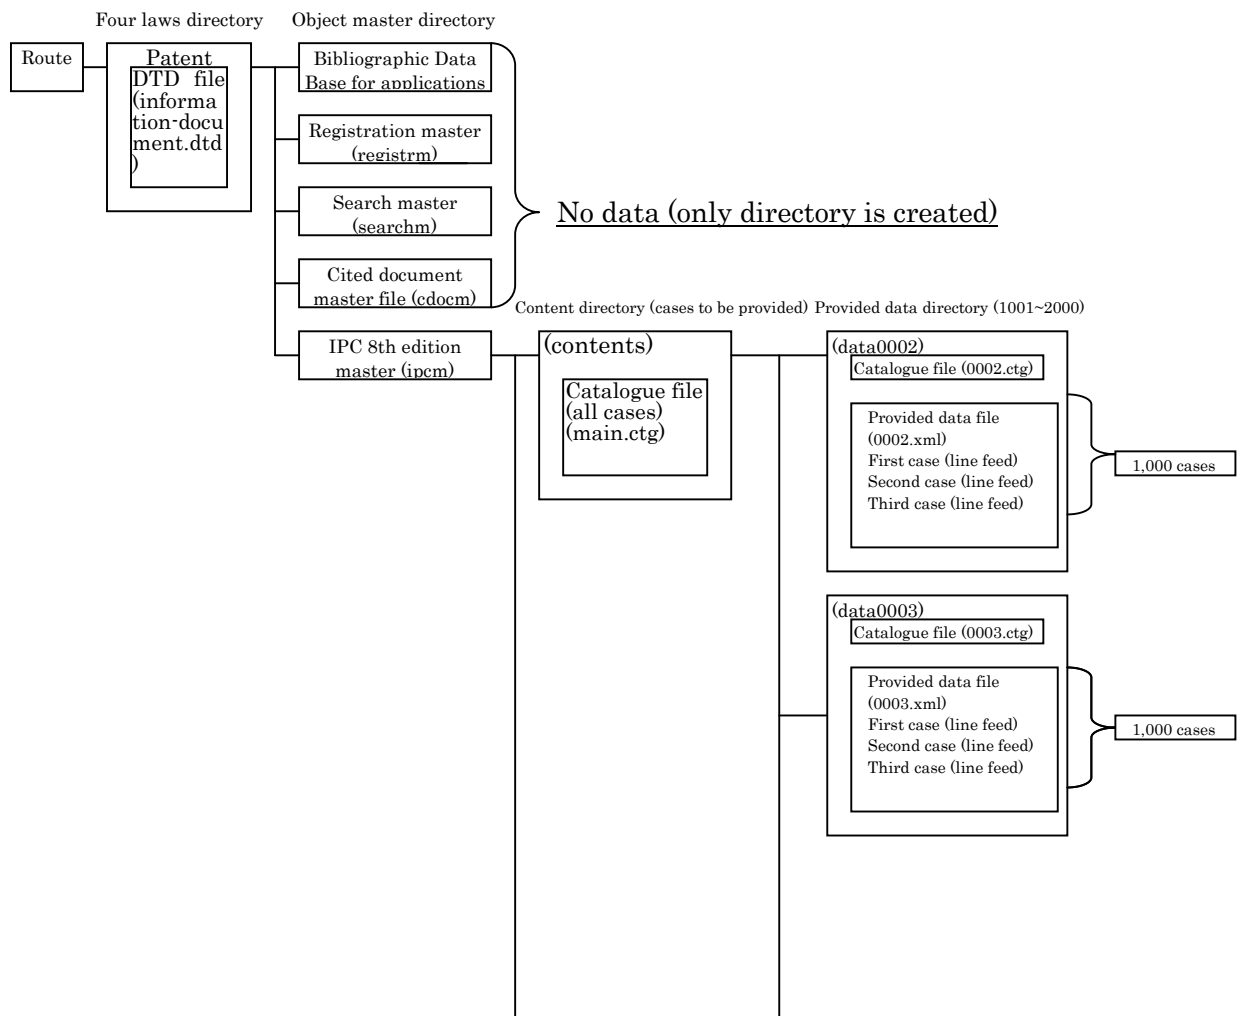 Four laws directory
Object master directory
Route
Patent
DTD file
(informa
tion-docu
ment.dtd
)
Bibliographic Data
Base for applications
Registration master
(registrm)
Search master
(searchm)
Cited document
master file (cdocm)
IPC 8th edition
master (ipcm)
No data (only directory is created)
Content directory (cases to be provided)
Provided data directory (1001~2000)
(contents)
Catalogue file
(all cases)
(main.ctg)
(data0002)
Catalogue file (0002.ctg)
Provided data file
(0002.xml)
First case (line feed)
Second case (line feed)
Third case (line feed)
1,000 cases
(data0003)
Catalogue file (0003.ctg)
Provided data file
(0003.xml)
First case (line feed)
Second case (line feed)
Third case (line feed)
1,000 cases